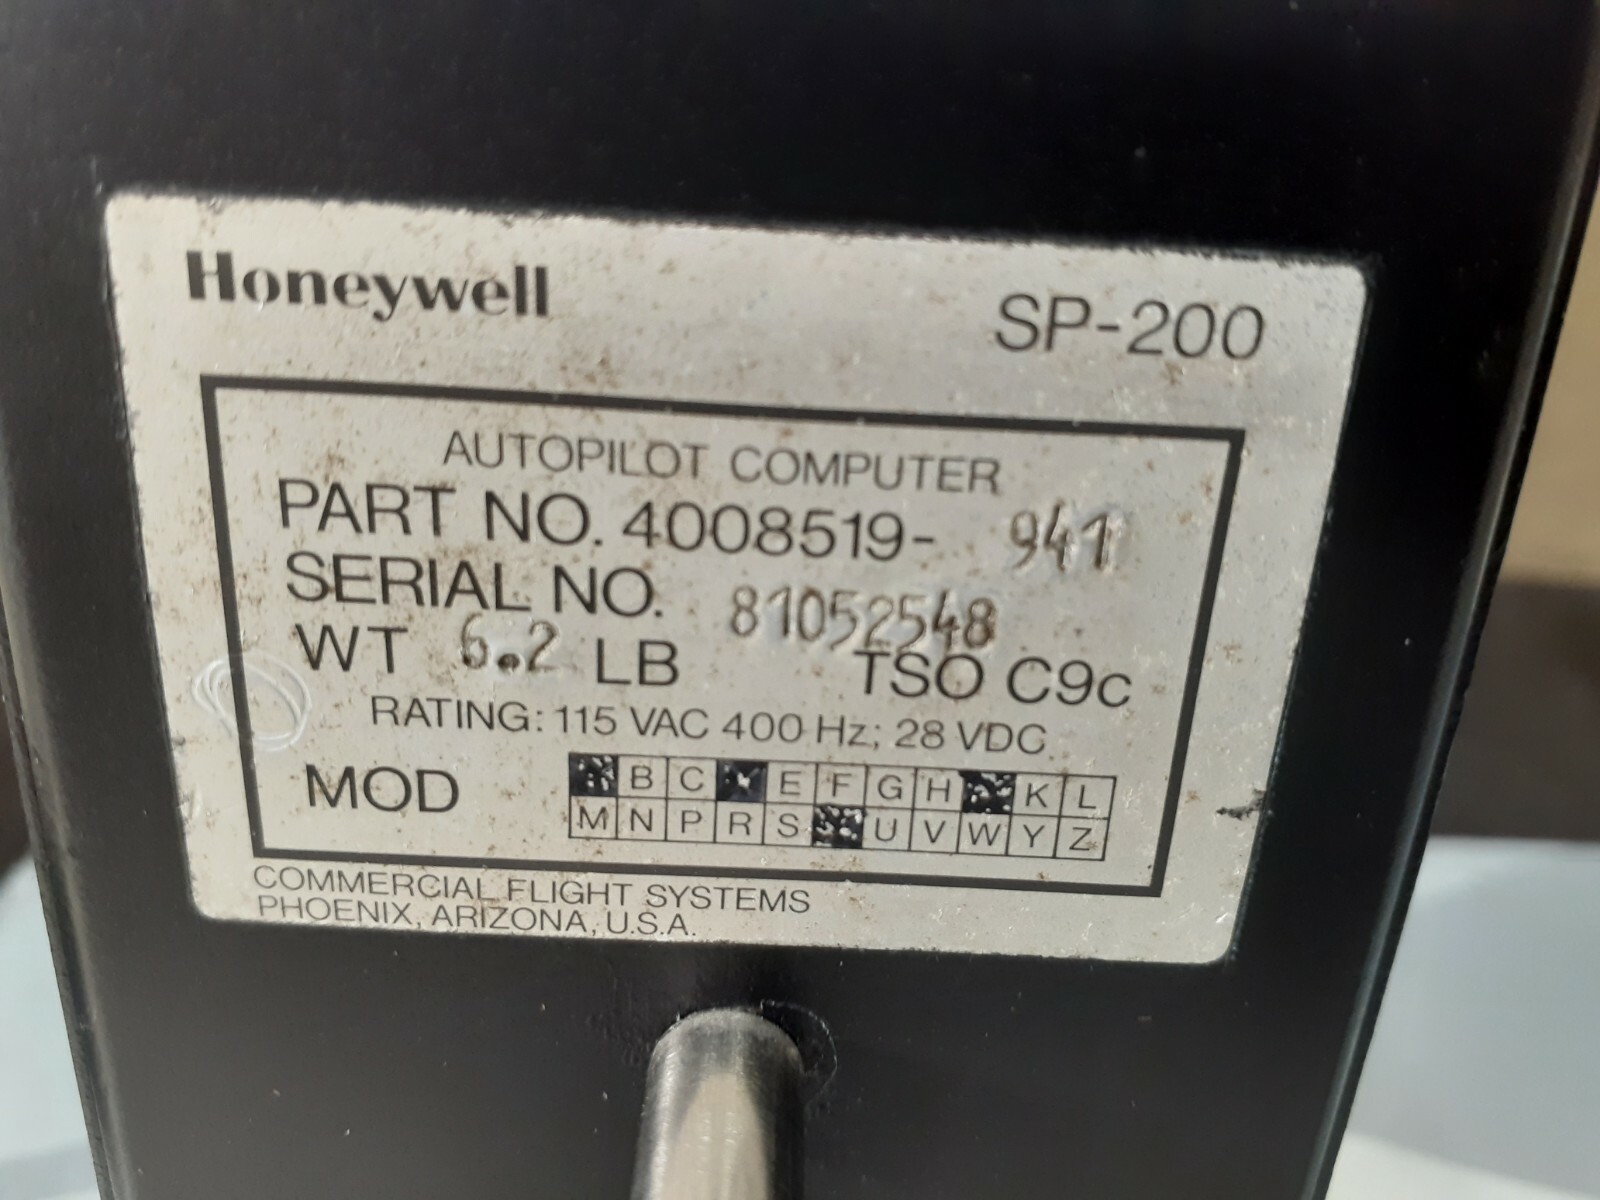 Honeywell
SP-200
AUTOPILOT COMPUTER
PART NO. 4008519- 941
SERIAL NO. 81052548
WT 6.2 LB TSO C9c
RATING: 115 VAC 400 Hz; 28 VDC
MOD B C E F G H K L
M N P R S U V W Y Z
COMMERCIAL FLIGHT SYSTEMS
PHOENIX, ARIZONA, U.S.A.